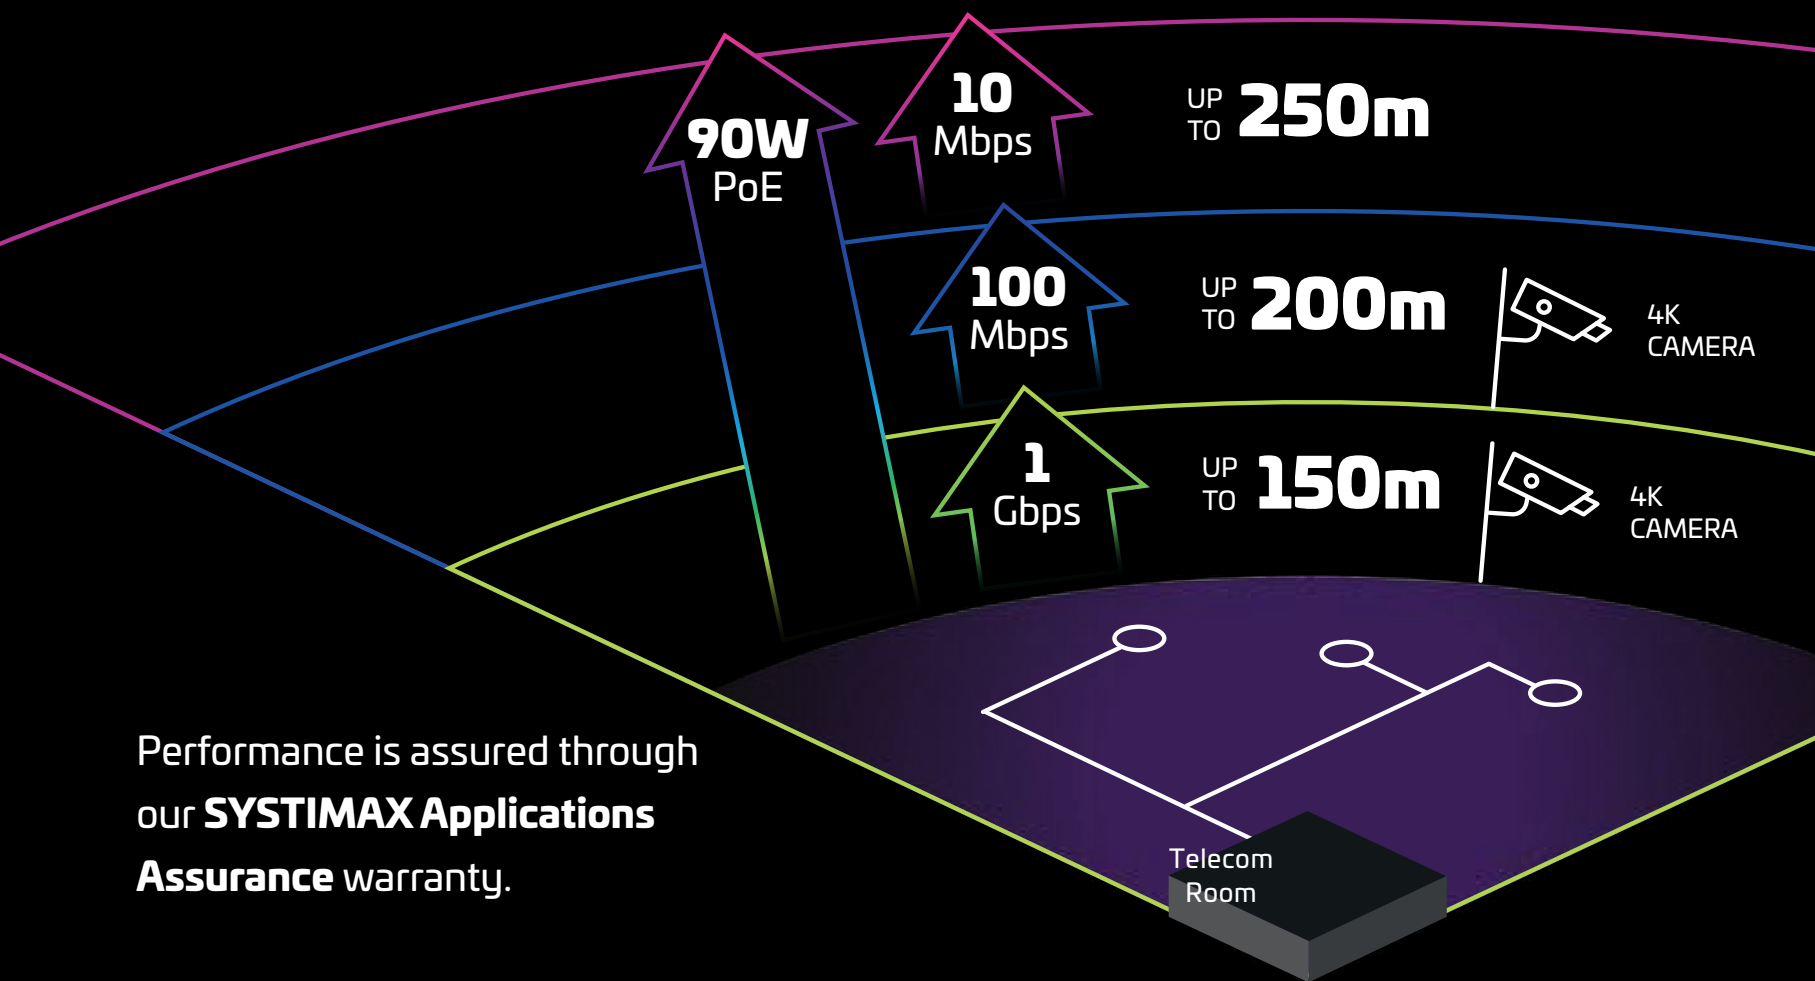 90W
PoE
10
Mbps
UP
TO
250m
100
Mbps
UP
TO
200m
4K
CAMERA
1
Gbps
UP
TO
150m
4K
CAMERA
Performance is assured through
our SYSTIMAX Applications
Assurance warranty.
Telecom
Room